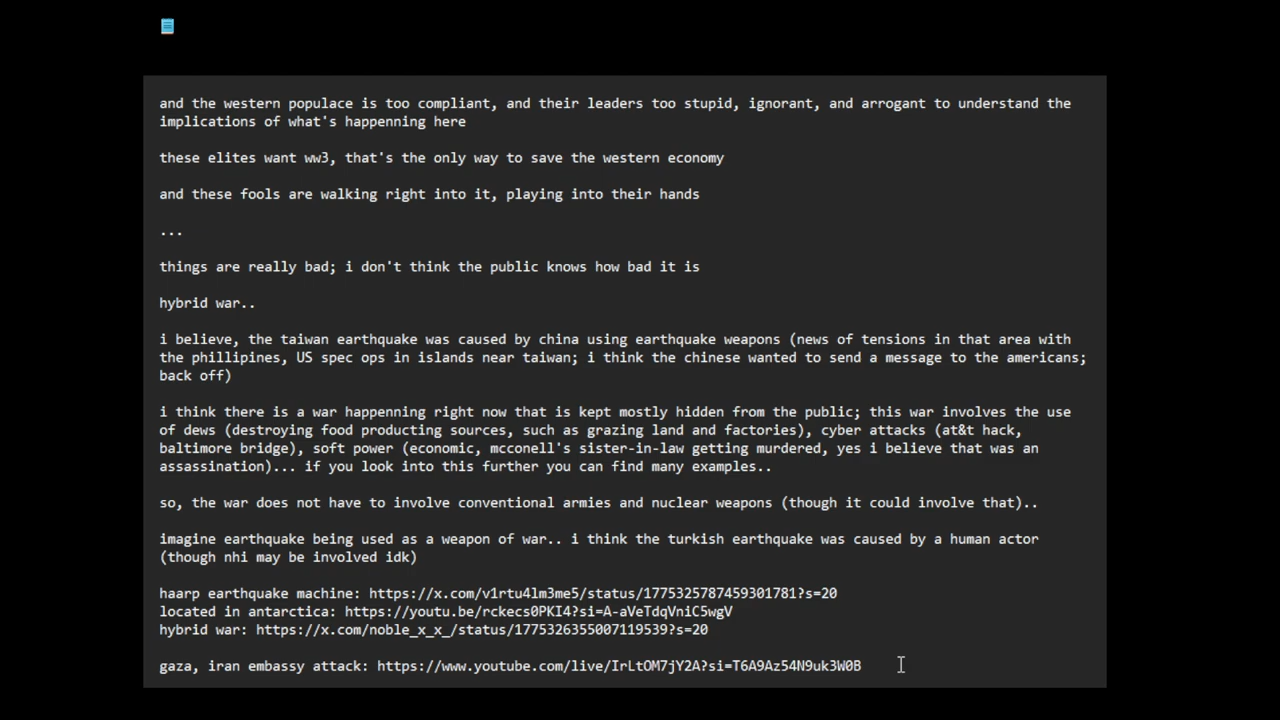 and the western populace is too compliant, and their leaders too stupid, ignorant, and arrogant to understand the
implications of what's happenning here
these elites want ww3, that's the only way to save the western economy
and these fools are walking right into it, playing into their hands
...
things are really bad; i don't think the public knows how bad it is
hybrid war..
i believe, the taiwan earthquake was caused by china using earthquake weapons (news of tensions in that area with
the phillipines, US spec ops in islands near taiwan; i think the chinese wanted to send a message to the americans;
back off)
i think there is a war happenning right now that is kept mostly hidden from the public; this war involves the use
of dews (destroying food producting sources, such as grazing land and factories), cyber attacks (at&t hack,
baltimore bridge), soft power (economic, mcconell's sister-in-law getting murdered, yes i believe that was an
assassination)... if you look into this further you can find many examples..
so, the war does not have to involve conventional armies and nuclear weapons (though it could involve that)..
imagine earthquake being used as a weapon of war.. i think the turkish earthquake was caused by a human actor
(though nhi may be involved idk)
haarp earthquake machine: https://x.com/v1rtu4lm3me5/status/1775325787459301781?s=20
located in antarctica: https://youtu.be/rckecs0PKI4?si=A-aVeTdqVniC5wgV
hybrid war: https://x.com/noble_x_x_/status/1775326355007119539?s=20
gaza, iran embassy attack: https://www.youtube.com/live/IrLtOM7jY2A?si=T6A9Az54N9uk3W0B